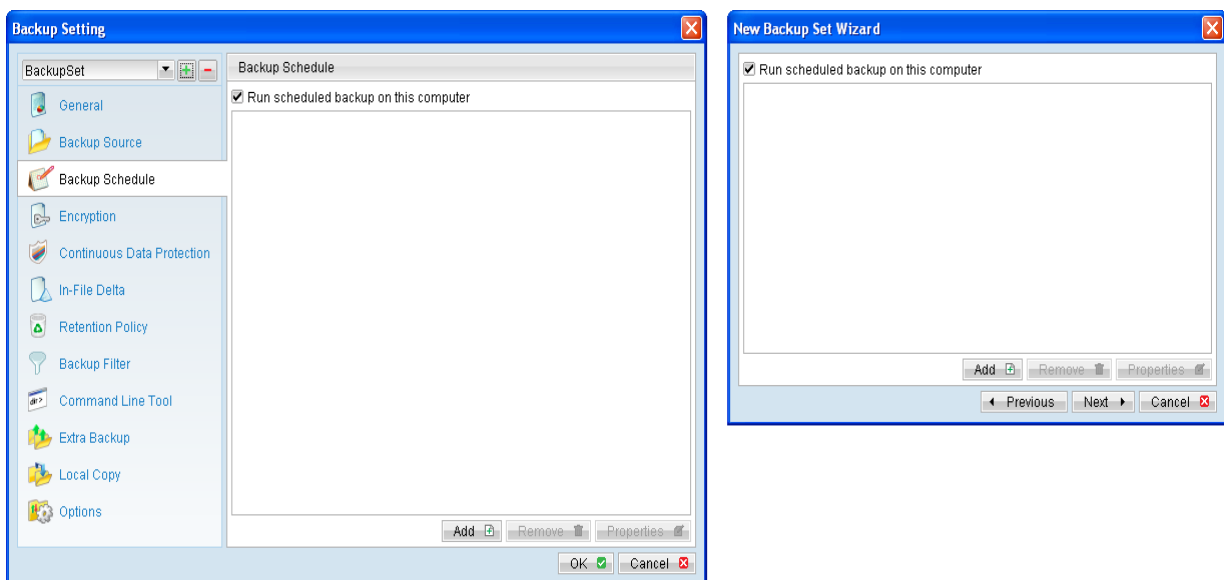 Backup Setting
BackupSet
General
Backup Source
Backup Schedule
Encryption
Continuous Data Protection
In-File Delta
Retention Policy
Backup Filter
Command Line Tool
Extra Backup
Local Copy
Options
Backup Schedule
Run scheduled backup on this computer
Add Remove Properties
OK Cancel
New Backup Set Wizard
Run scheduled backup on this computer
Add Remove Properties
Previous Next Cancel